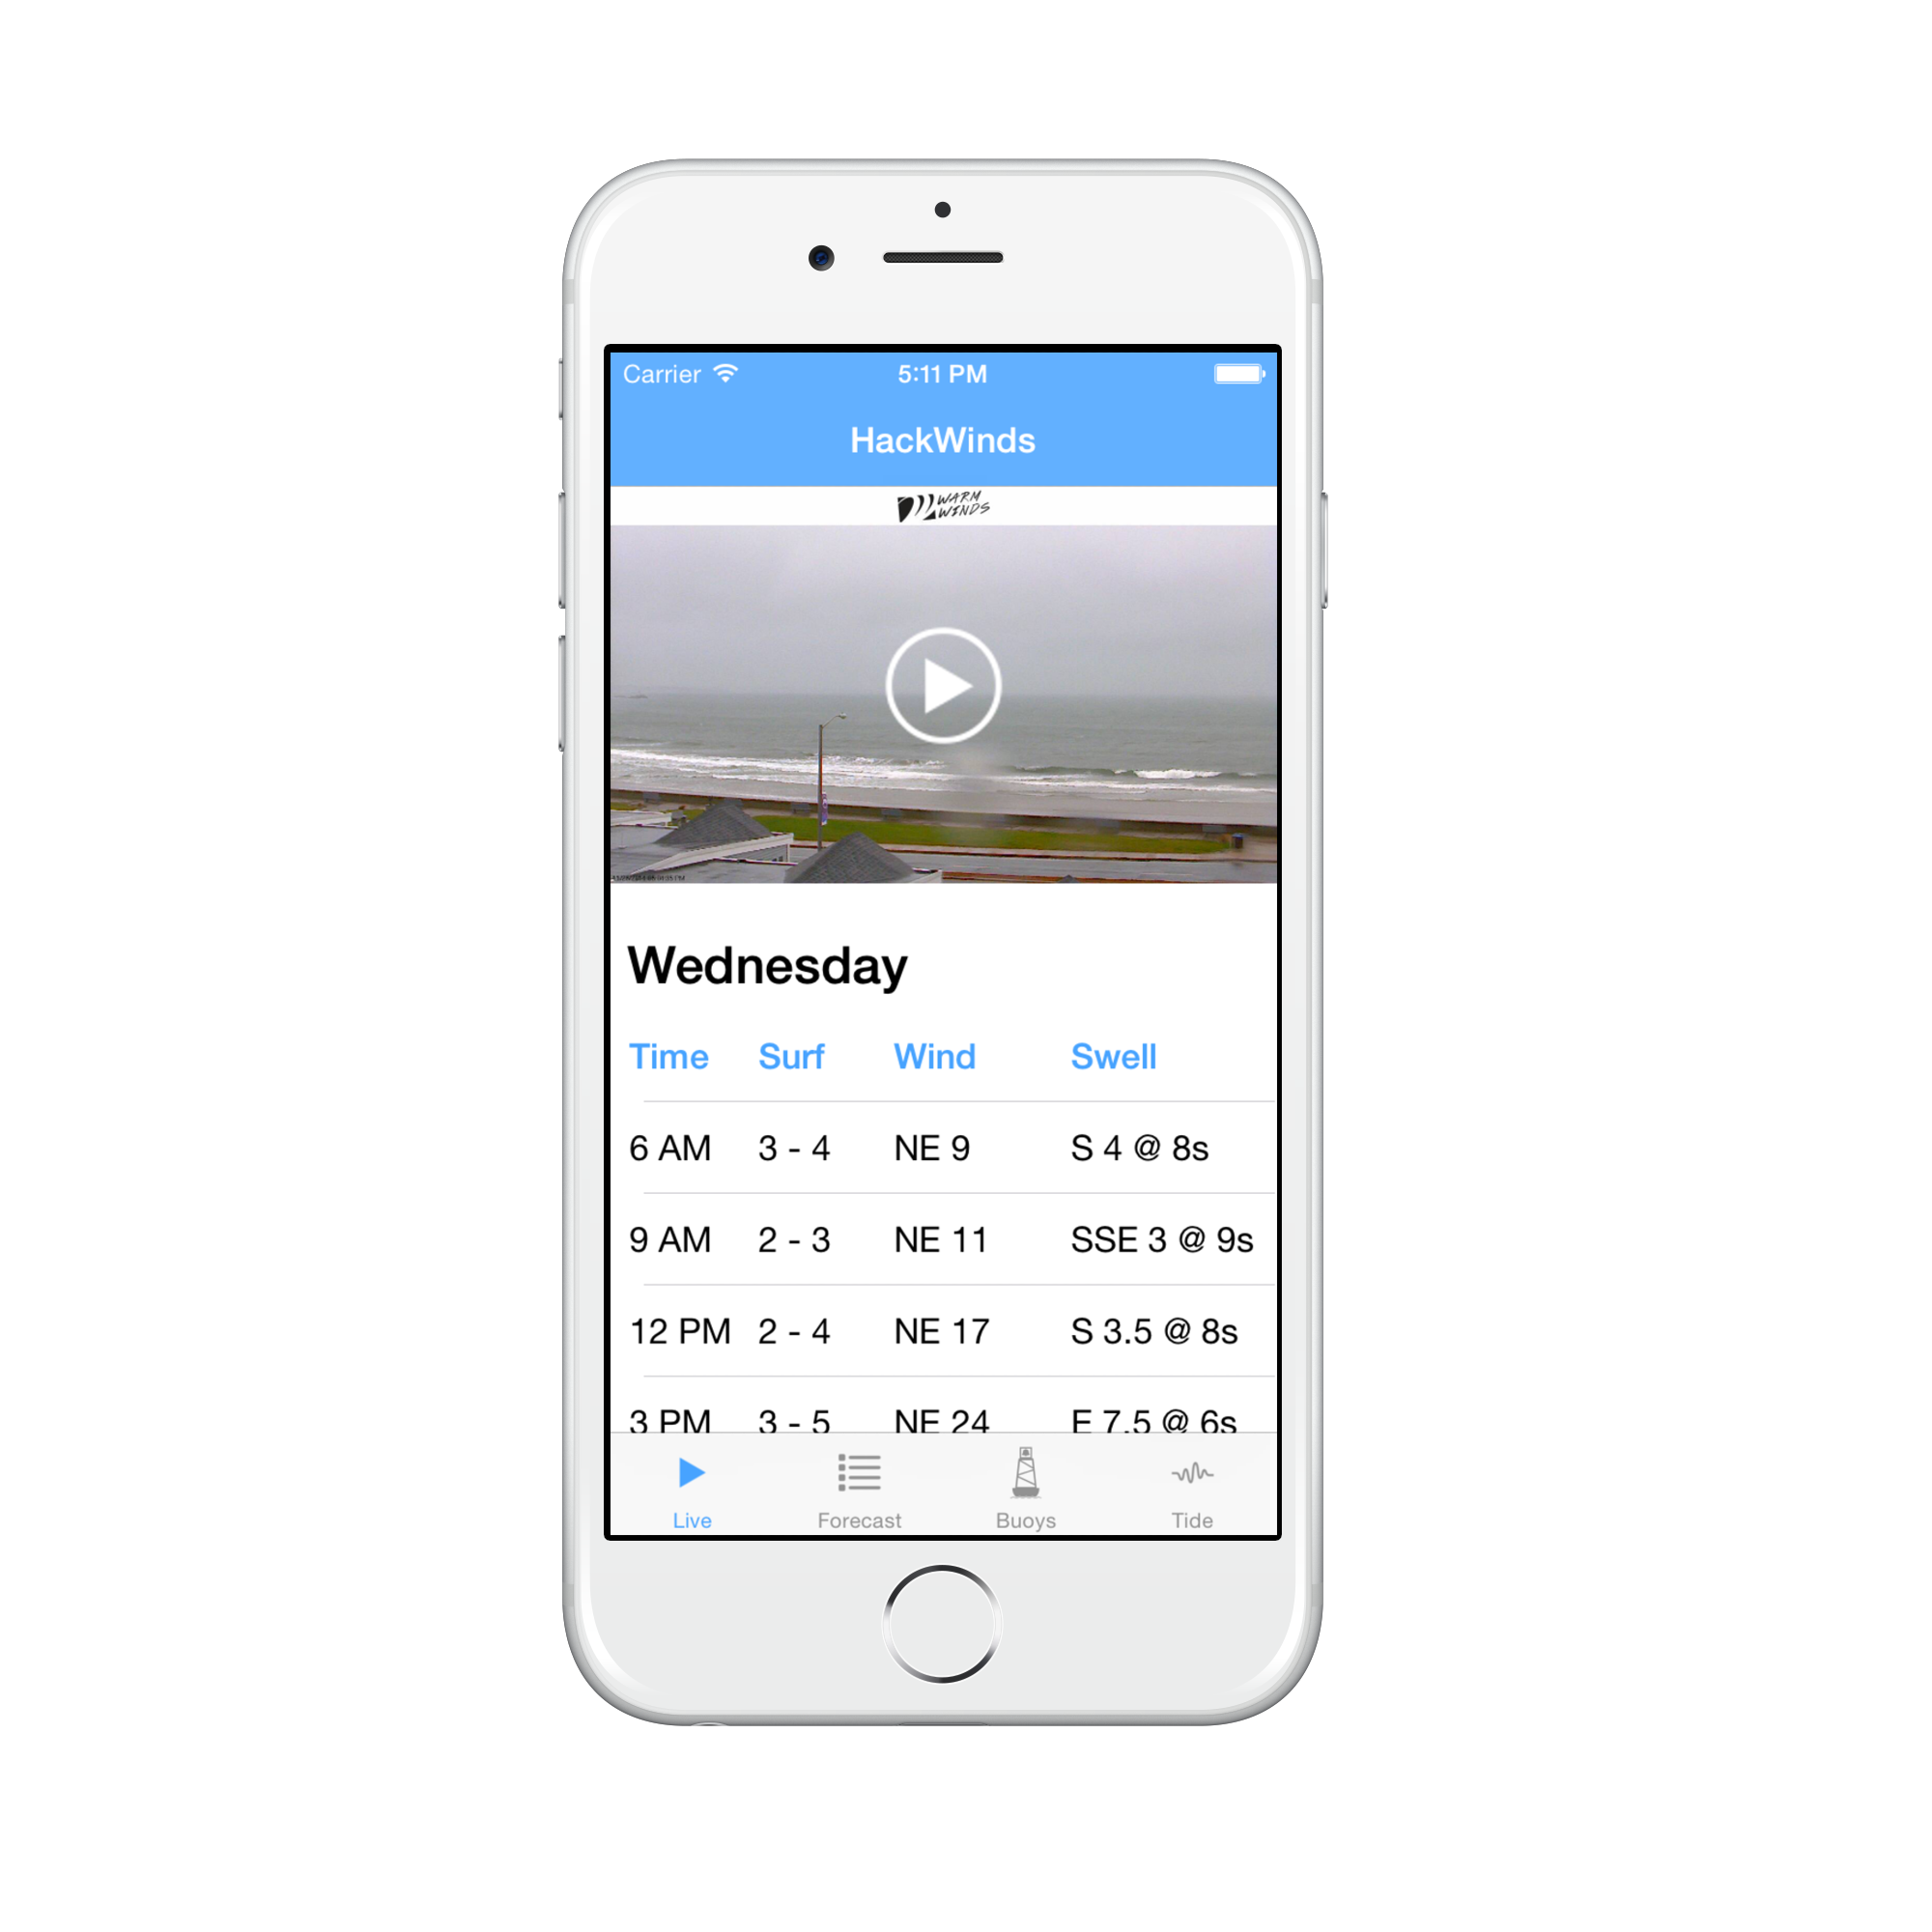 Carrier 5:11 PM
HackWinds
WARM
WINDS
Wednesday
Time Surf Wind Swell
6 AM 3 - 4 NE 9 S 4 @ 8s
9 AM 2 - 3 NE 11 SSE 3 @ 9s
12 PM 2 - 4 NE 17 S 3.5 @ 8s
3 PM 3 - 5 NE 24 E 7.5 @ 6s
Live Forecast Buoys Tide